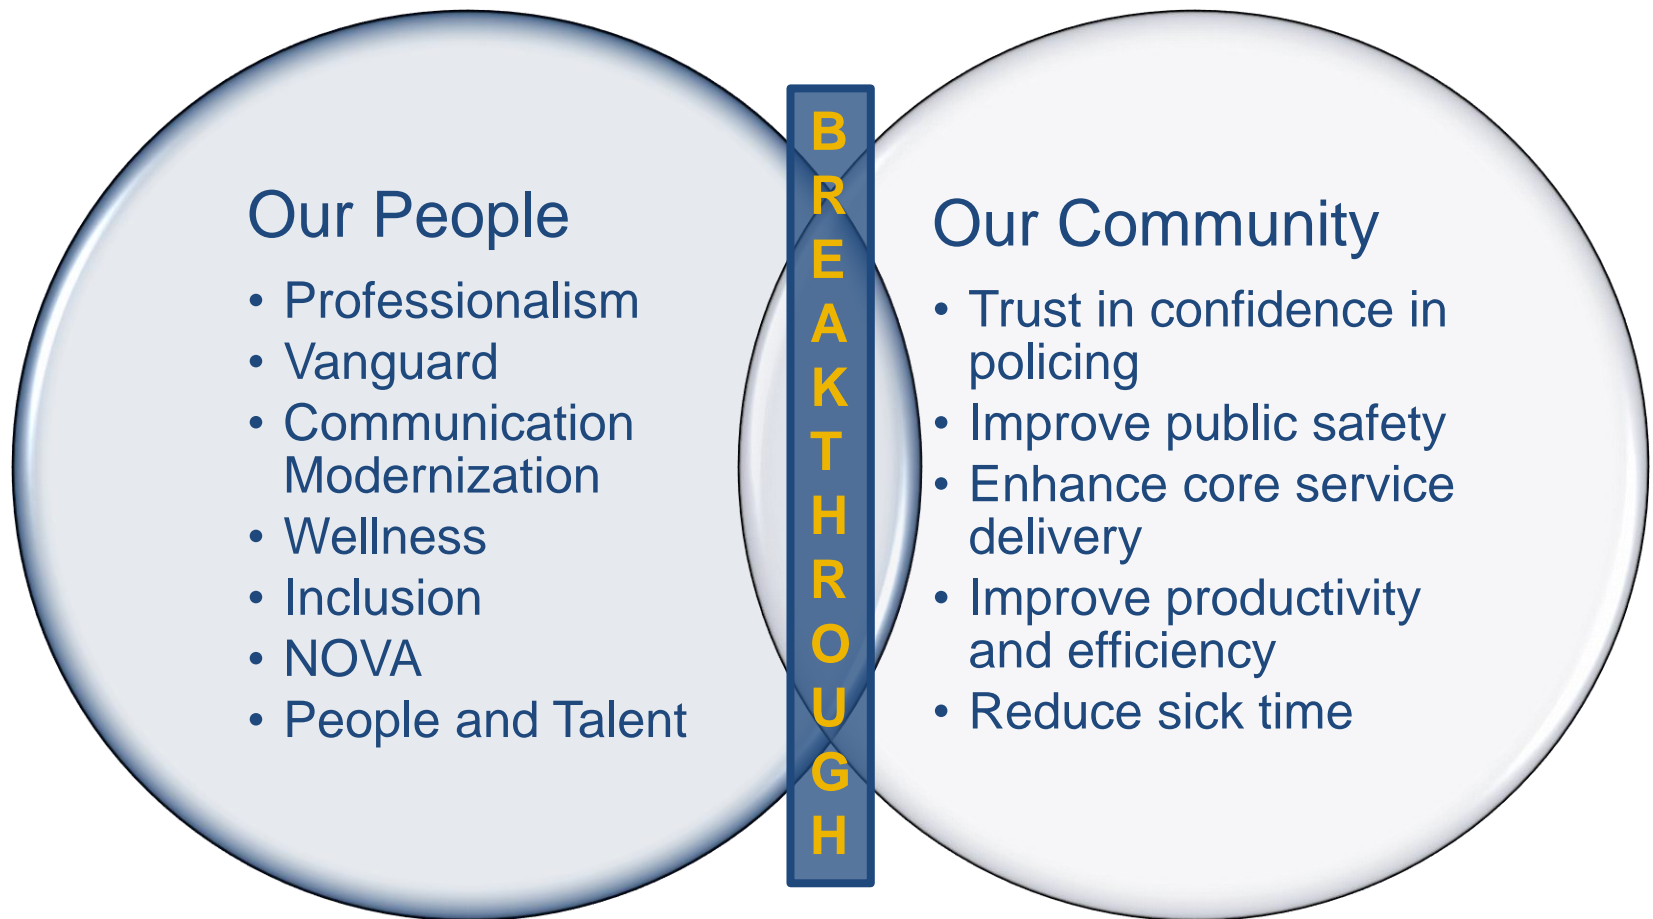 Our People
• Professionalism
• Vanguard
• Communication
Modernization
• Wellness
• Inclusion
• NOVA
• People and Talent
B
R
E
A
K
T
H
R
O
U
G
H
Our Community
• Trust in confidence in
policing
• Improve public safety
• Enhance core service
delivery
• Improve productivity
and efficiency
• Reduce sick time